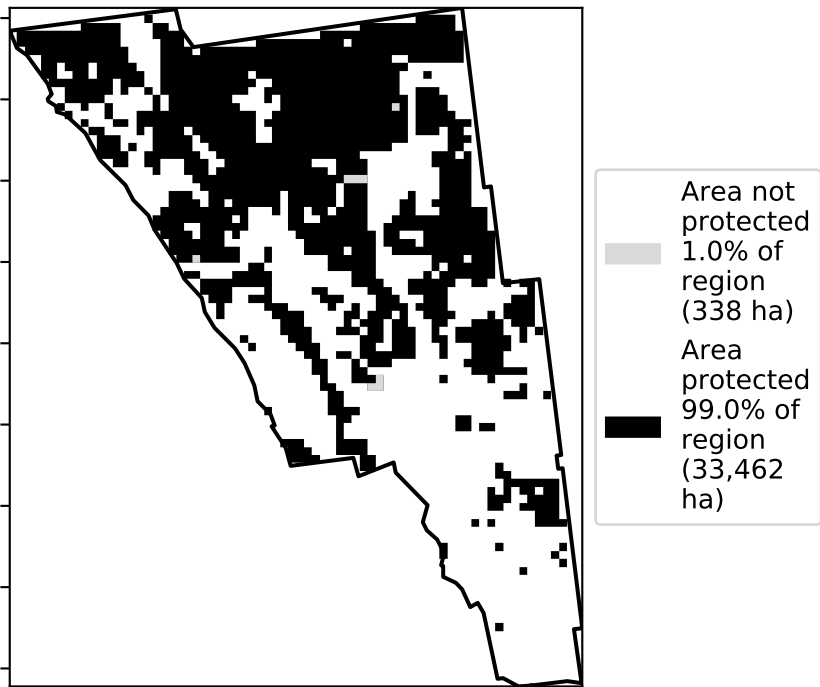 Area not
protected
1.0% of
region
(338 ha)
Area
protected
99.0% of
region
(33,462
ha)